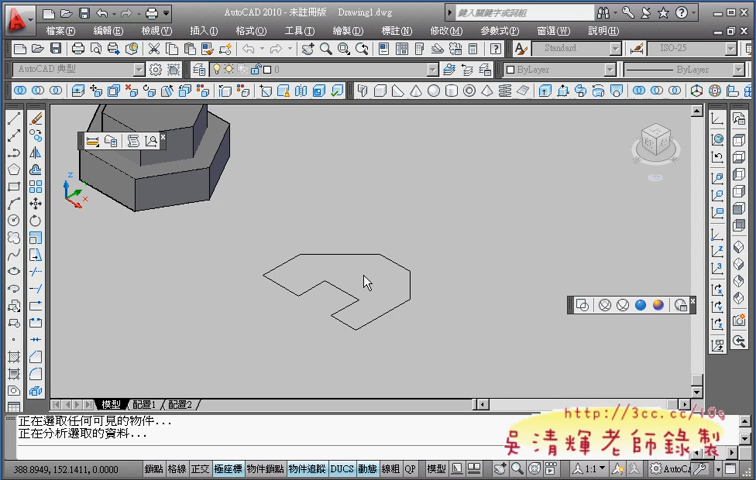 AutoCAD 2010 - 未註冊版 Drawing1.dwg
鍵入關鍵字或詞組
檔案(F) 編輯(E) 檢視(V) 插入(I) 格式(O) 工具(T) 繪製(D) 標註(N) 修改(M) 參數式(P) 視窗(W) 說明(H)
Standard ISO-25
AutoCAD 典型 0 ByLayer ByLayer
Z
X
模型 配置1 配置2
正在選取任何可見的物件...
正在分析選取的資料...
http://3cc.cc/10g
吳清輝老師錄製
388.8949, 152.1411, 0.0000 鎖點 格線 正交 極座標 物件鎖點 物件追蹤 DUCS 動態 線粗 QP 模型 1:1 AutoCA